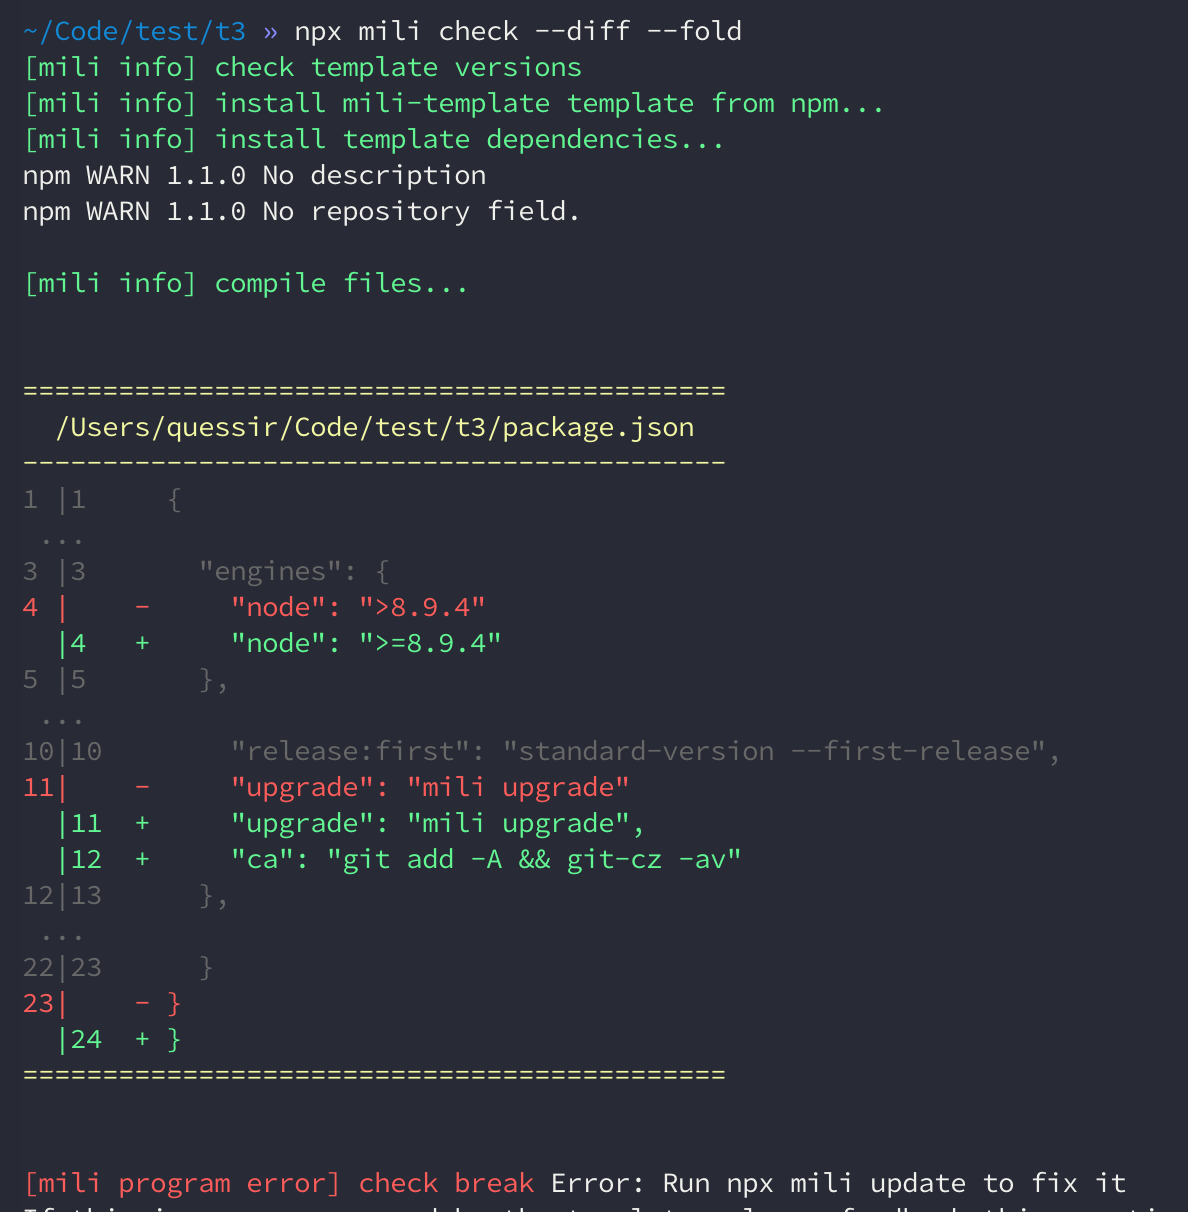 ~/Code/test/t3 » npx mili check --diff --fold
[mili info] check template versions
[mili info] install mili-template template from npm...
[mili info] install template dependencies...
npm WARN 1.1.0 No description
npm WARN 1.1.0 No repository field.
[mili info] compile files...
============================================
/Users/quessir/Code/test/t3/package.json
--------------------------------------------
1 |1     {
...
3 |3       "engines": {
4 |    -     "node": ">8.9.4"
  |4   +     "node": ">=8.9.4"
5 |5       },
...
10|10        "release:first": "standard-version --first-release",
11|    -     "upgrade": "mili upgrade"
  |11  +     "upgrade": "mili upgrade",
  |12  +     "ca": "git add -A && git-cz -av"
12|13      },
...
22|23      }
23|    - }
  |24  + }
============================================
[mili program error] check break Error: Run npx mili update to fix it